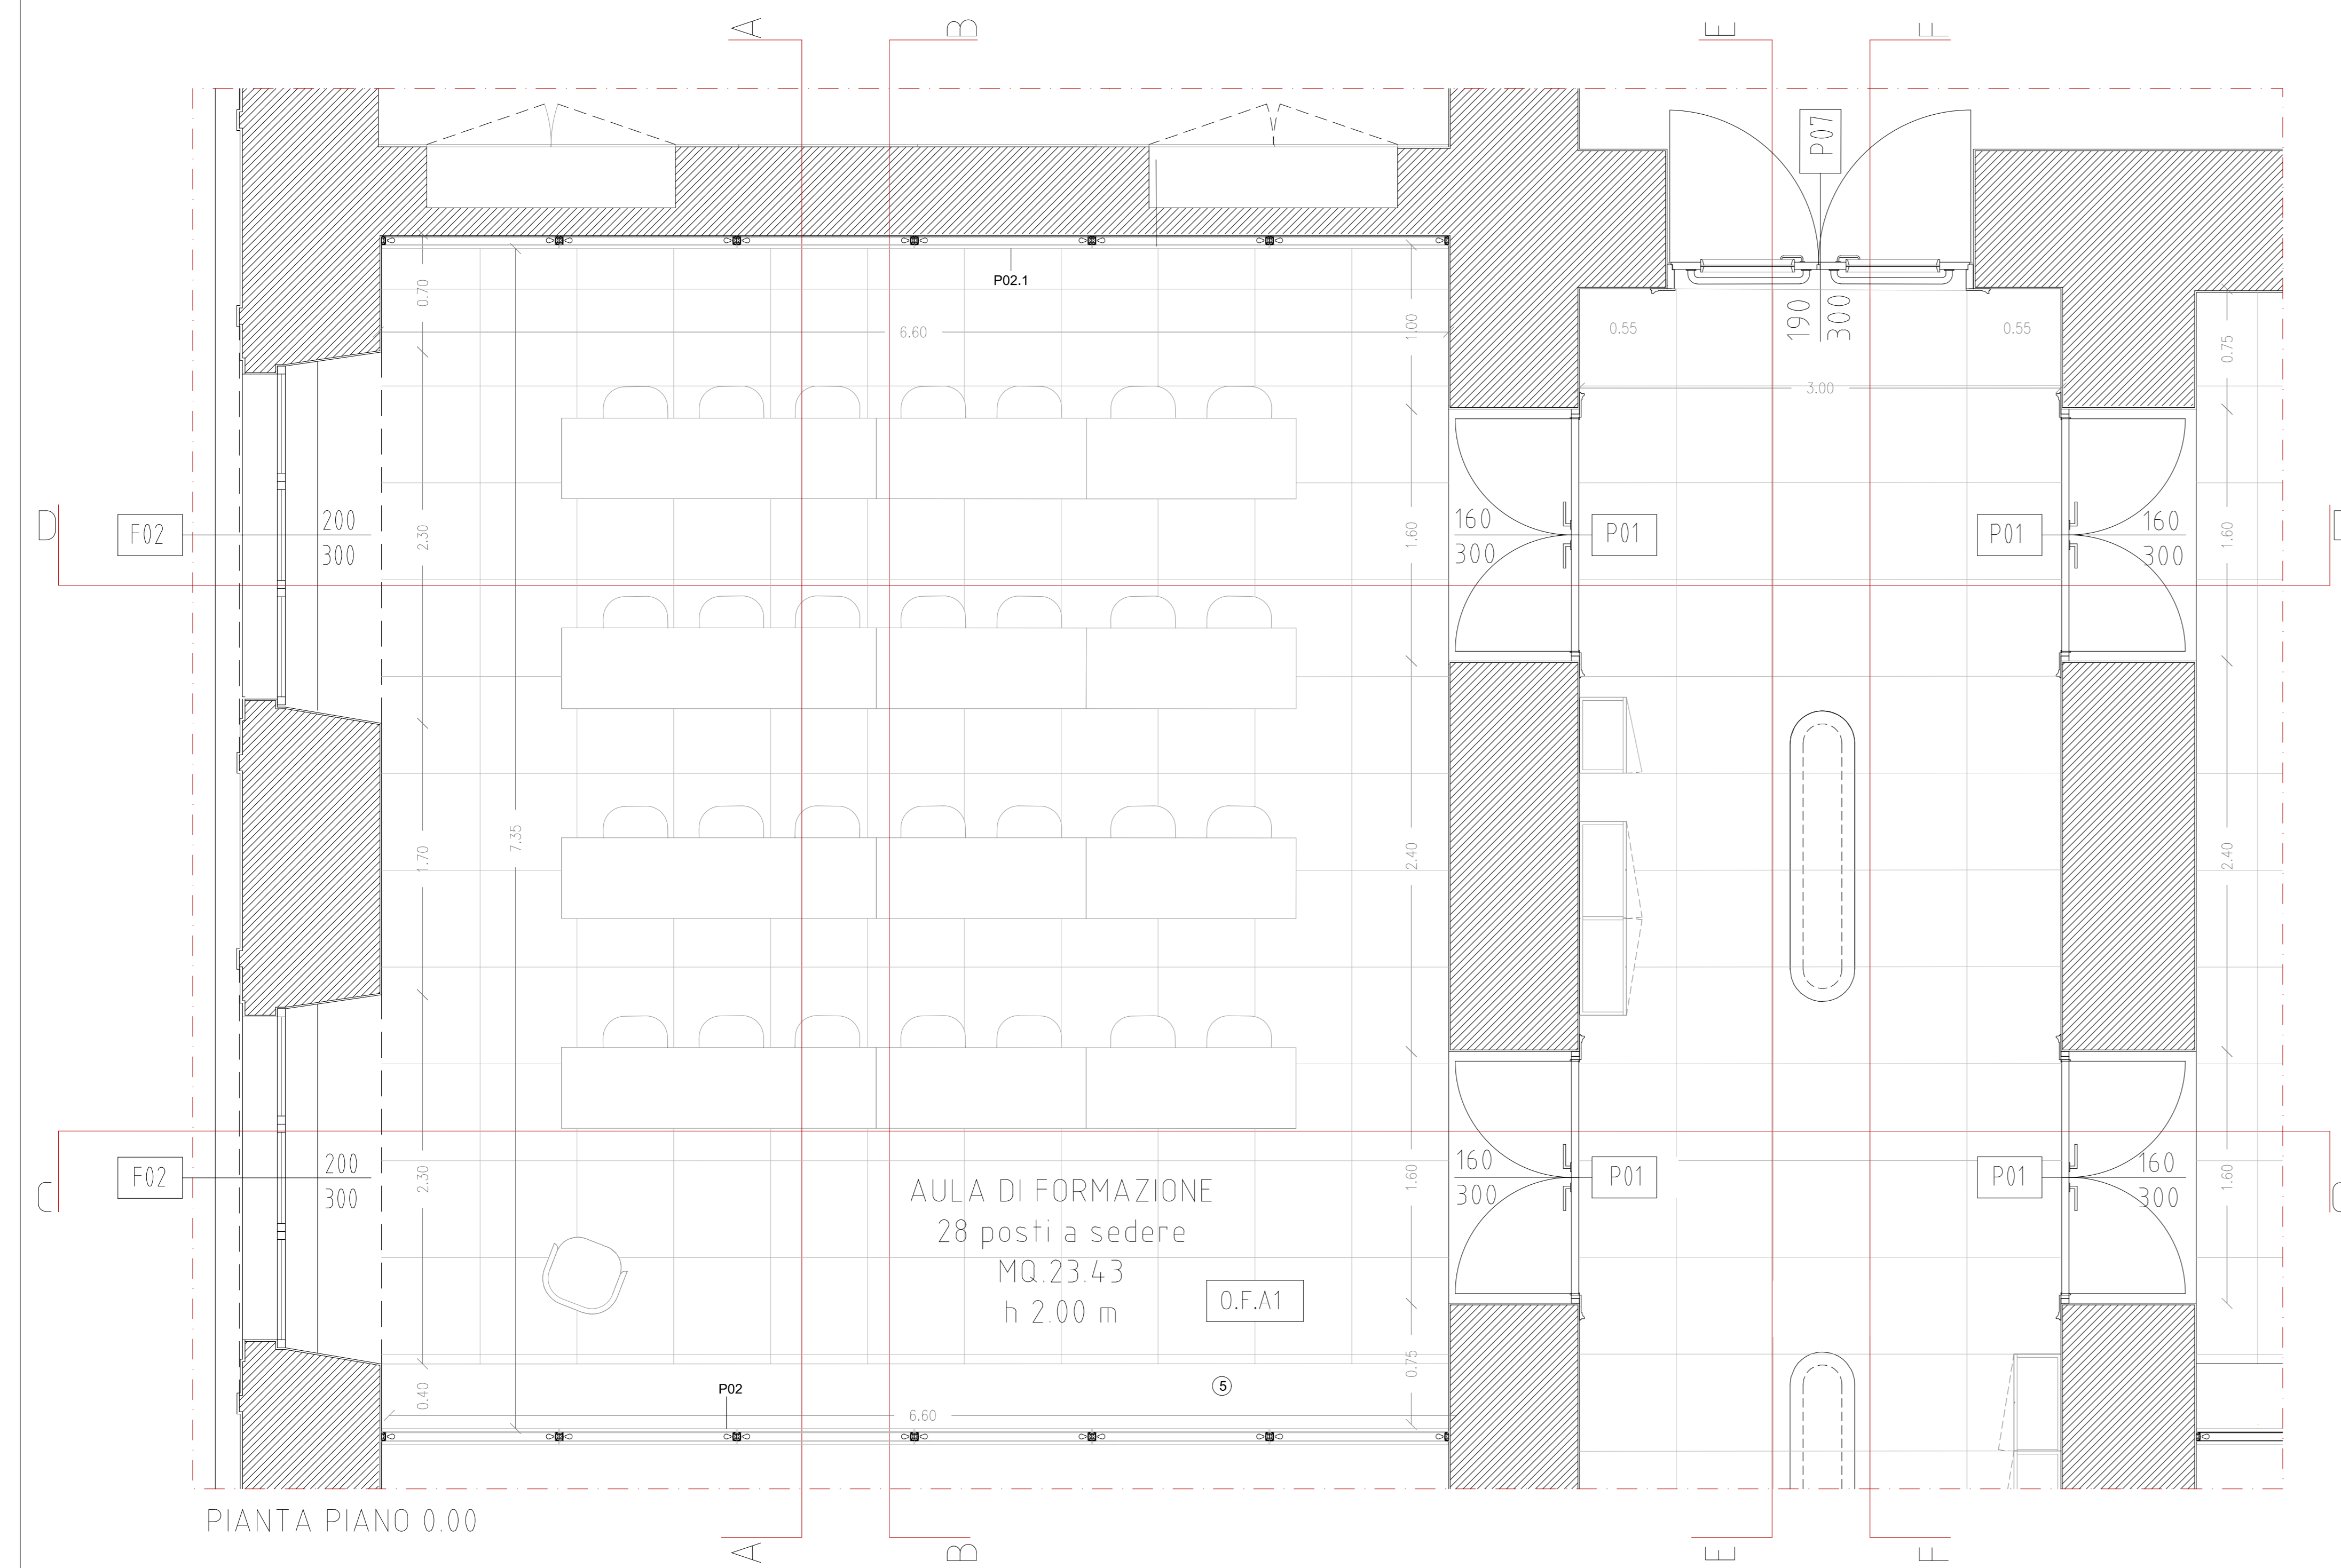 A
B
E
F
P07
P02.1
0.70
6.60
1.00
190
300
0.55
0.55
3.00
0.75
D
F02
200
300
2.30
1.60
160
300
P01
P01
160
300
1.60
7.35
1.70
2.40
2.40
C
F02
200
300
2.30
AULA DI FORMAZIONE
28 posti a sedere
MQ.23.43
h 2.00 m
O.F.A1
1.60
160
300
P01
P01
160
300
1.60
0.40
P02
6.60
5
0.75
PIANTA PIANO 0.00
A
B
E
F